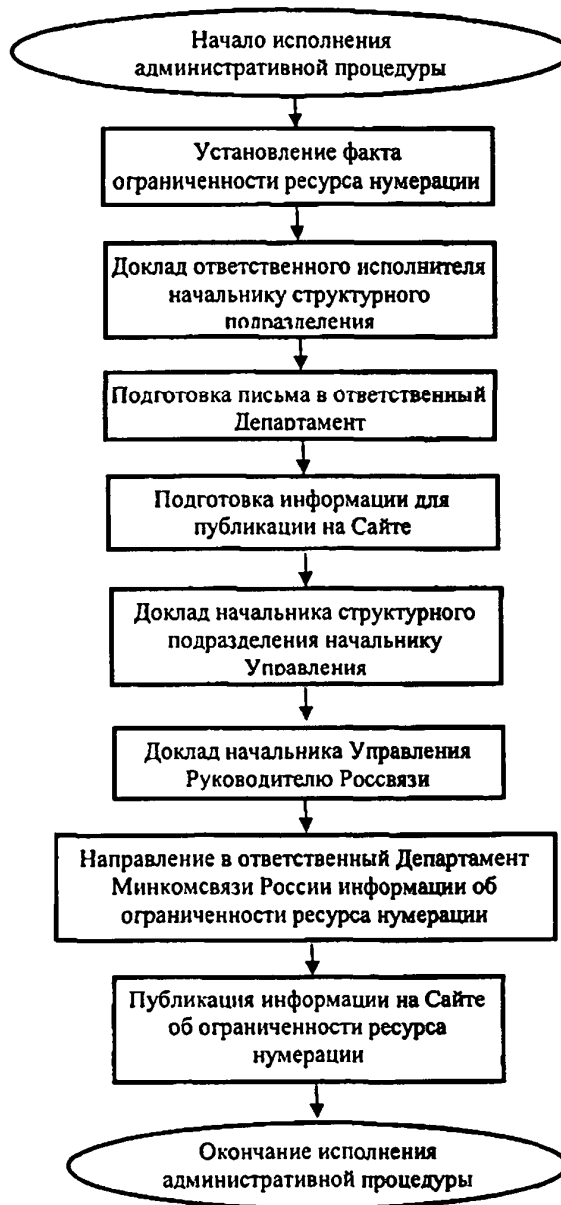 Начало исполнения
административной процедуры
Установление факта
ограниченности ресурса нумерации
Доклад ответственного исполнителя
начальнику структурного
подразделения
Подготовка письма в ответственный
Департамент
Подготовка информации для
публикации на Сайте
Доклад начальника структурного
подразделения начальнику
Управления
Доклад начальника Управления
Руководителю Россвязи
Направление в ответственный Департамент
Минкомсвязи России информации об
ограниченности ресурса нумерации
Публикация информации на Сайте
об ограниченности ресурса
нумерации
Окончание исполнения
административной процедуры